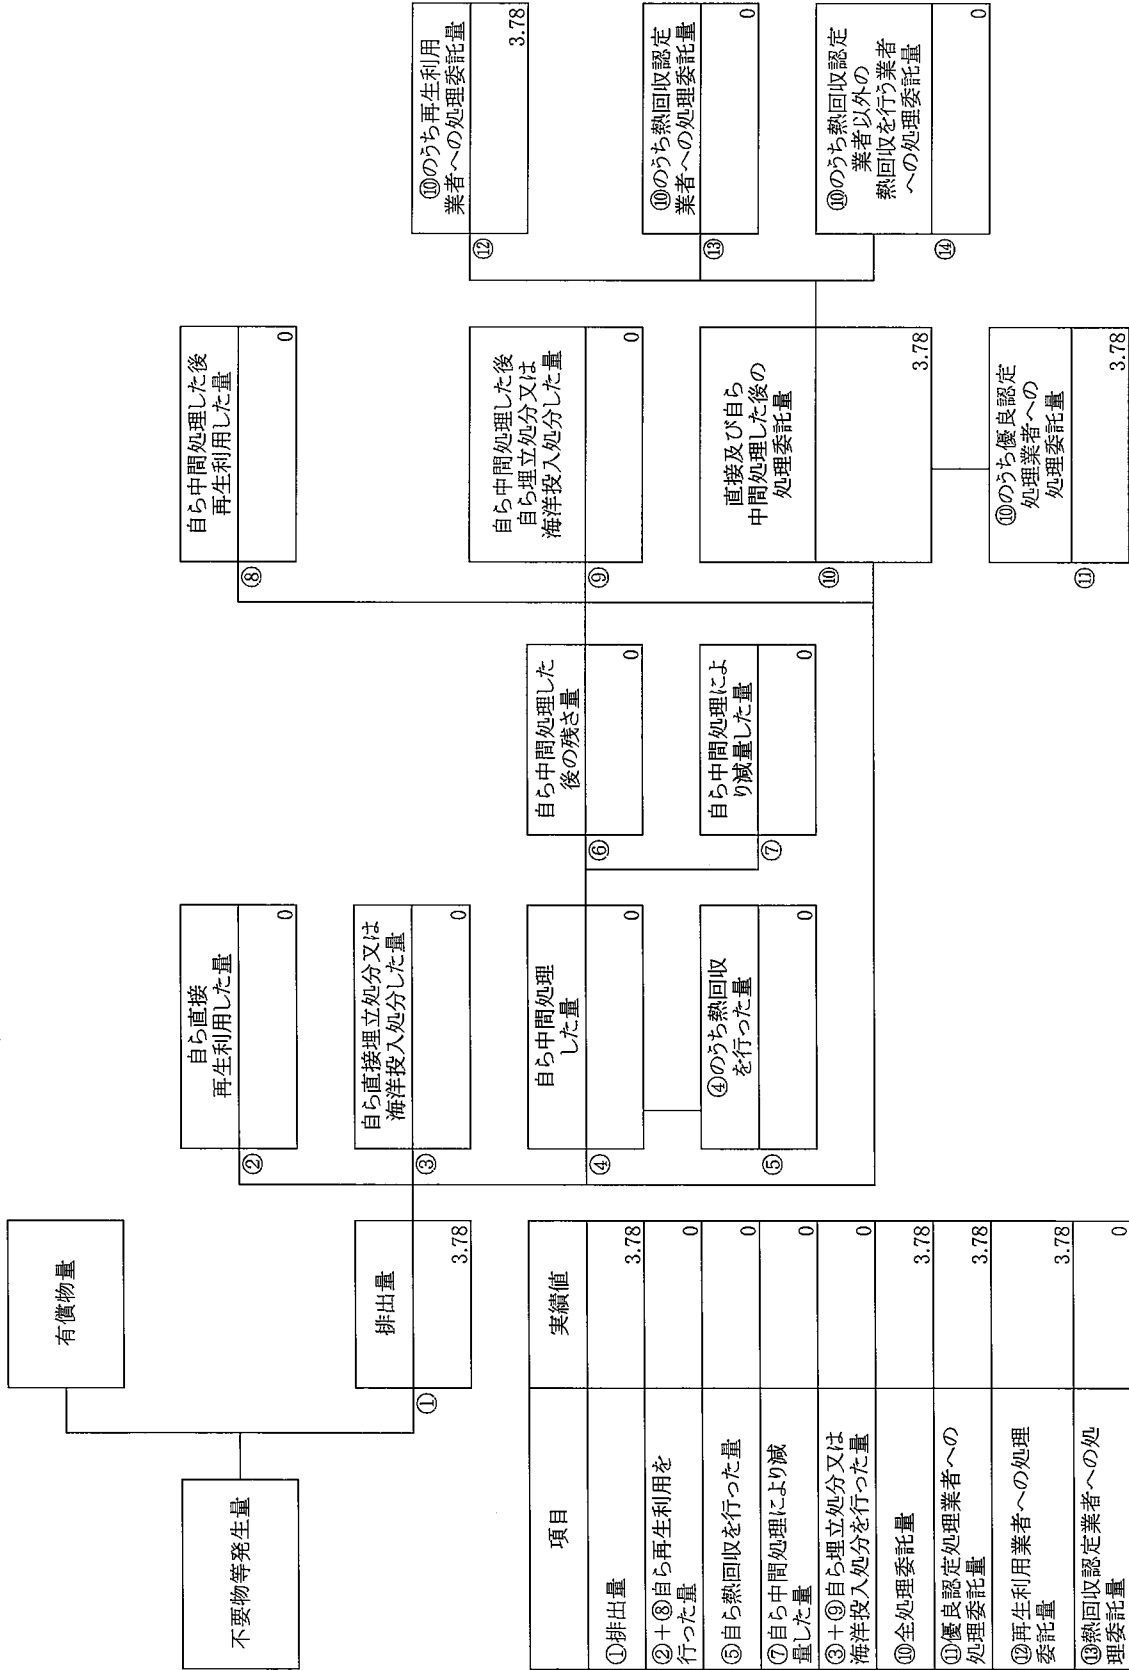 有償物量
不要物等発生量
①
排出量
3.78
②
自ら直接
再生利用した量
0
③
自ら直接埋立処分又は
海洋投入処分した量
0
④
自ら中間処理
した量
0
⑤
④のうち熱回収
を行った量
0
⑥
自ら中間処理した
後の残さ量
0
⑦
自ら中間処理によ
り減量した量
0
⑧
自ら中間処理した後
再生利用した量
0
⑨
自ら中間処理した後
自ら埋立処分又は
海洋投入処分した量
0
⑩
直接及び自ら
中間処理した後の
処理委託量
3.78
⑪
⑩のうち優良認定
処理業者への
処理委託量
3.78
⑫
⑩のうち再生利用
業者への処理委託量
3.78
⑬
⑩のうち熱回収認定
業者への処理委託量
0
⑭
⑩のうち熱回収認定
業者以外の
熱回収を行う業者
への処理委託量
0
項目 実績値
①排出量 3.78
②+⑧自ら再生利用を
行った量 0
⑤自ら熱回収を行った量 0
⑦自ら中間処理により減
量した量 0
③+⑨自ら埋立処分又は
海洋投入処分を行った量 0
⑩全処理委託量 3.78
⑪優良認定処理業者への
処理委託量 3.78
⑫再生利用業者への処理
委託量 3.78
⑬熱回収認定業者への処
理委託量 0